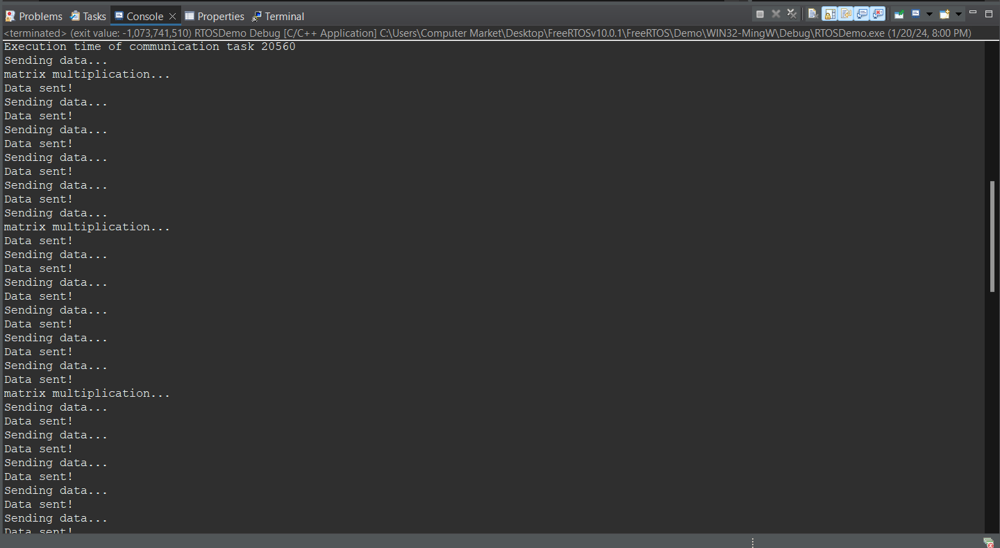 Problems Tasks Console Properties Terminal
<terminated> (exit value: -1,073,741,510) RTOSDemo Debug [C/C++ Application] C:\Users\Computer Market\Desktop\FreeRTOSv10.0.1\FreeRTOS\Demo\WIN32-MingW\Debug\RTOSDemo.exe (1/20/24, 8:00 PM)
Execution time of communication task 20560
Sending data...
matrix multiplication...
Data sent!
Sending data...
Data sent!
Sending data...
Data sent!
Sending data...
Data sent!
Sending data...
Data sent!
Sending data...
matrix multiplication...
Data sent!
Sending data...
Data sent!
Sending data...
Data sent!
Sending data...
Data sent!
Sending data...
Data sent!
Sending data...
Data sent!
matrix multiplication...
Sending data...
Data sent!
Sending data...
Data sent!
Sending data...
Data sent!
Sending data...
Data sent!
Sending data...
Data sent!